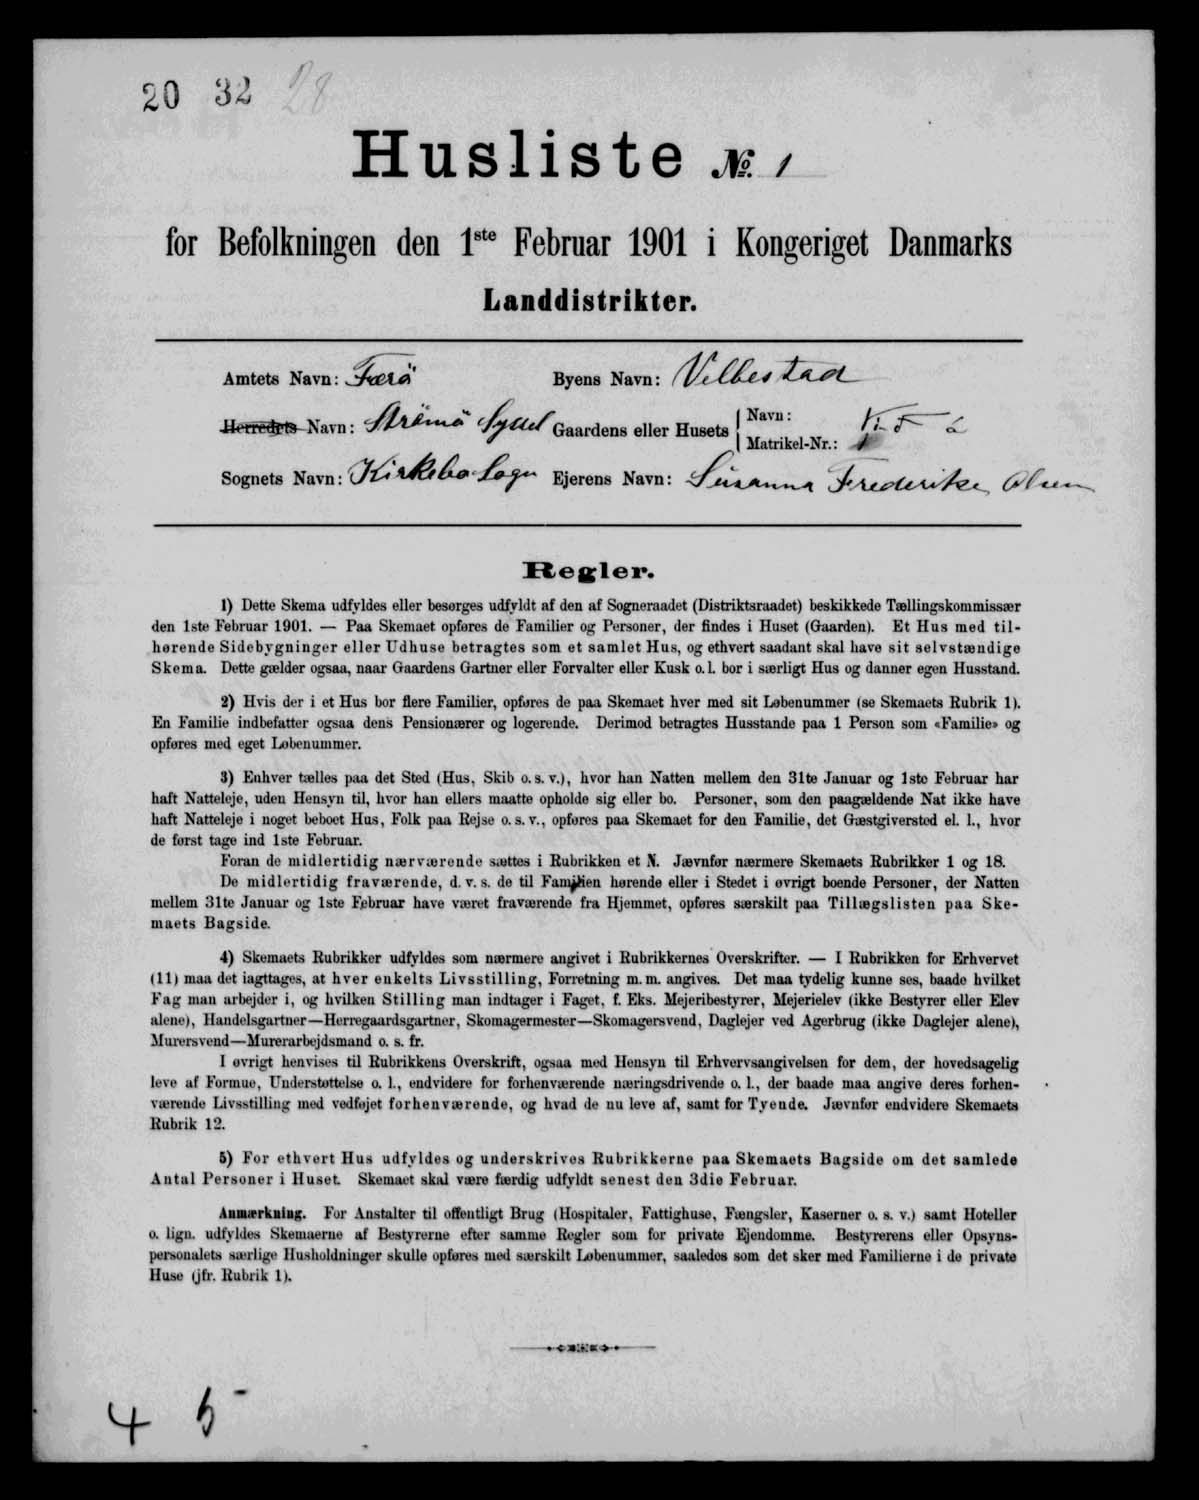 20 32 28
Husliste No. 1
for Befolkningen den 1ste Februar 1901 i Kongeriget Danmarks
Landdistrikter.
Amtets Navn: Færö Byens Navn: Velbestad
Herredets Navn: Strömö Syssel Gaardens eller Husets Navn:
Matrikel-Nr.:
Sognets Navn: Kirkebø Sogn Ejerens Navn: Susanna Frederikke Olsen
Regler.
1) Dette Skema udfyldes eller besørges udfyldt af den af Sogneraadet (Distriktsraadet) beskikkede Tællingskommissær
den 1ste Februar 1901. — Paa Skemaet opføres de Familier og Personer, der findes i Huset (Gaarden). Et Hus med til-
hørende Sidebygninger eller Udhuse betragtes som et samlet Hus, og ethvert saadant skal have sit selvstændige
Skema. Dette gælder ogsaa, naar Gaardens Gartner eller Forvalter eller Kusk o. l. bor i særligt Hus og danner egen Husstand.
2) Hvis der i et Hus bor flere Familier, opføres de paa Skemaet hver med sit Løbenummer (se Skemaets Rubrik 1).
En Familie indbefatter ogsaa dens Pensionærer og logerende. Derimod betragtes Husstande paa 1 Person som «Familie» og
opføres med eget Løbenummer.
3) Enhver tælles paa det Sted (Hus, Skib o. s. v.), hvor han Natten mellem den 31te Januar og 1ste Februar har
haft Natteleje, uden Hensyn til, hvor han ellers maatte opholde sig eller bo. Personer, som den paagældende Nat ikke have
haft Natteleje i noget beboet Hus, Folk paa Rejse o. s. v., opføres paa Skemaet for den Familie, det Gæstgiversted el. l., hvor
de først tage ind 1ste Februar.
Foran de midlertidig nærværende sættes i Rubrikken et N. Jævnfør nærmere Skemaets Rubrikker 1 og 18.
De midlertidig fraværende, d. v. s. de til Familien hørende eller i Stedet i øvrigt boende Personer, der Natten
mellem 31te Januar og 1ste Februar have været fraværende fra Hjemmet, opføres særskilt paa Tillægslisten paa Ske-
maets Bagside.
4) Skemaets Rubrikker udfyldes som nærmere angivet i Rubrikkernes Overskrifter. — I Rubrikken for Erhvervet
(11) maa det iagttages, at hver enkelts Livsstilling, Forretning m. m. angives. Det maa tydelig kunne ses, baade hvilket
Fag man arbejder i, og hvilken Stilling man indtager i Faget, f. Eks. Mejeribestyrer, Mejerielev (ikke Bestyrer eller Elev
alene), Handelsgartner—Herregaardsgartner, Skomagermester—Skomagersvend, Daglejer ved Agerbrug (ikke Daglejer alene),
Murersvend—Murerarbejdsmand o. s. fr.
I øvrigt henvises til Rubrikkens Overskrift, ogsaa med Hensyn til Erhvervsangivelsen for dem, der hovedsagelig
leve af Formue, Understøttelse o. l., endvidere for forhenværende næringsdrivende o. l., der baade maa angive deres forhen-
værende Livsstilling med vedføjet forhenværende, og hvad de nu leve af, samt for Tyende. Jævnfør endvidere Skemaets
Rubrik 12.
5) For ethvert Hus udfyldes og underskrives Rubrikkerne paa Skemaets Bagside om det samlede
Antal Personer i Huset. Skemaet skal være færdig udfyldt senest den 3die Februar.
Anmærkning. For Anstalter til offentligt Brug (Hospitaler, Fattighuse, Fængsler, Kaserner o. s. v.) samt Hoteller
o. lign. udfyldes Skemaerne af Bestyrerne efter samme Regler som for private Ejendomme. Bestyrerens eller Opsyns-
personalets særlige Husholdninger skulle opføres med særskilt Løbenummer, saaledes som det sker med Familierne i de private
Huse (jfr. Rubrik 1).
4 5